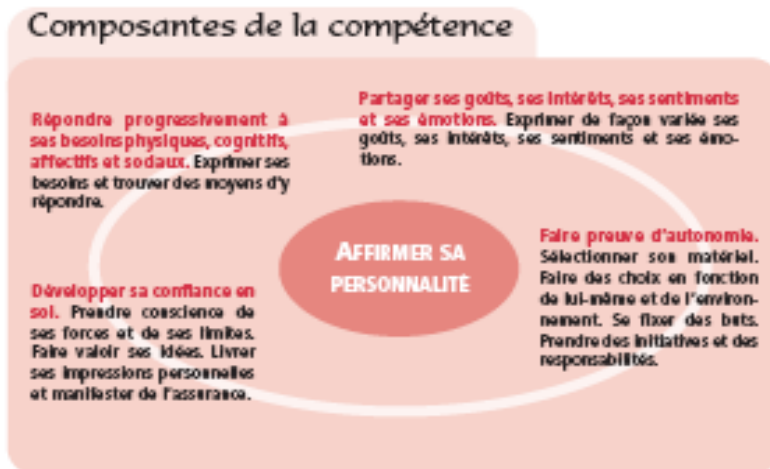 Composantes de la compétence
Répondre progressivement à
ses besoins physiques, cognitifs,
affectifs et sociaux. Exprimer ses
besoins et trouver des moyens d'y
répondre.
Partager ses goûts, ses intérêts, ses sentiments
et ses émotions. Exprimer de façon variée ses
goûts, ses intérêts, ses sentiments et ses émo-
tions.
AFFIRMER SA
PERSONNALITÉ
Faire preuve d'autonomie.
Sélectionner son matériel.
Faire des choix en fonction
de lui-même et de l'environ-
nement. Se fixer des buts.
Prendre des initiatives et des
responsabilités.
Développer sa confiance en
soi. Prendre conscience de
ses forces et de ses limites.
Faire valoir ses idées. Livrer
ses impressions personnelles
et manifester de l'assurance.